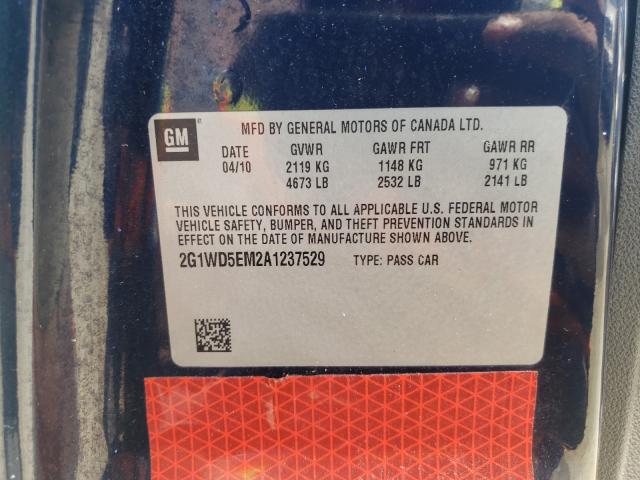 GM
MFD BY GENERAL MOTORS OF CANADA LTD.
DATE GVWR GAWR FRT GAWR RR
04/10 2119 KG 1148 KG 971 KG
4673 LB 2532 LB 2141 LB
THIS VEHICLE CONFORMS TO ALL APPLICABLE U.S. FEDERAL MOTOR
VEHICLE SAFETY, BUMPER, AND THEFT PREVENTION STANDARDS IN
EFFECT ON THE DATE OF MANUFACTURE SHOWN ABOVE.
2G1WD5EM2A1237529 TYPE: PASS CAR